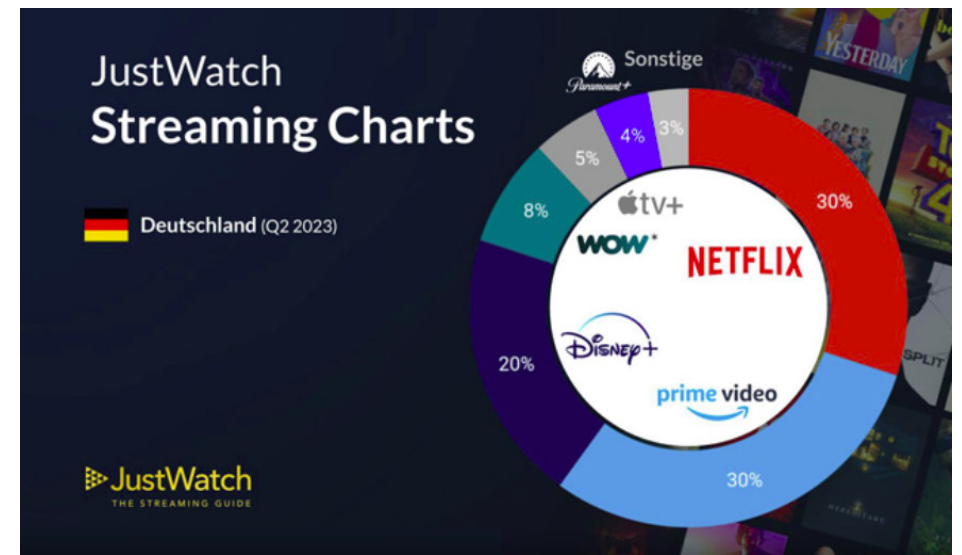 JustWatch
Streaming Charts
Deutschland (Q2 2023)
Paramount+
Sonstige
3%
4%
5%
8%
20%
30%
30%
tv+
WOW*
NETFLIX
Disney+
prime video
JustWatch
THE STREAMING GUIDE
YESTERDAY
SPLIT
HEREDITARY